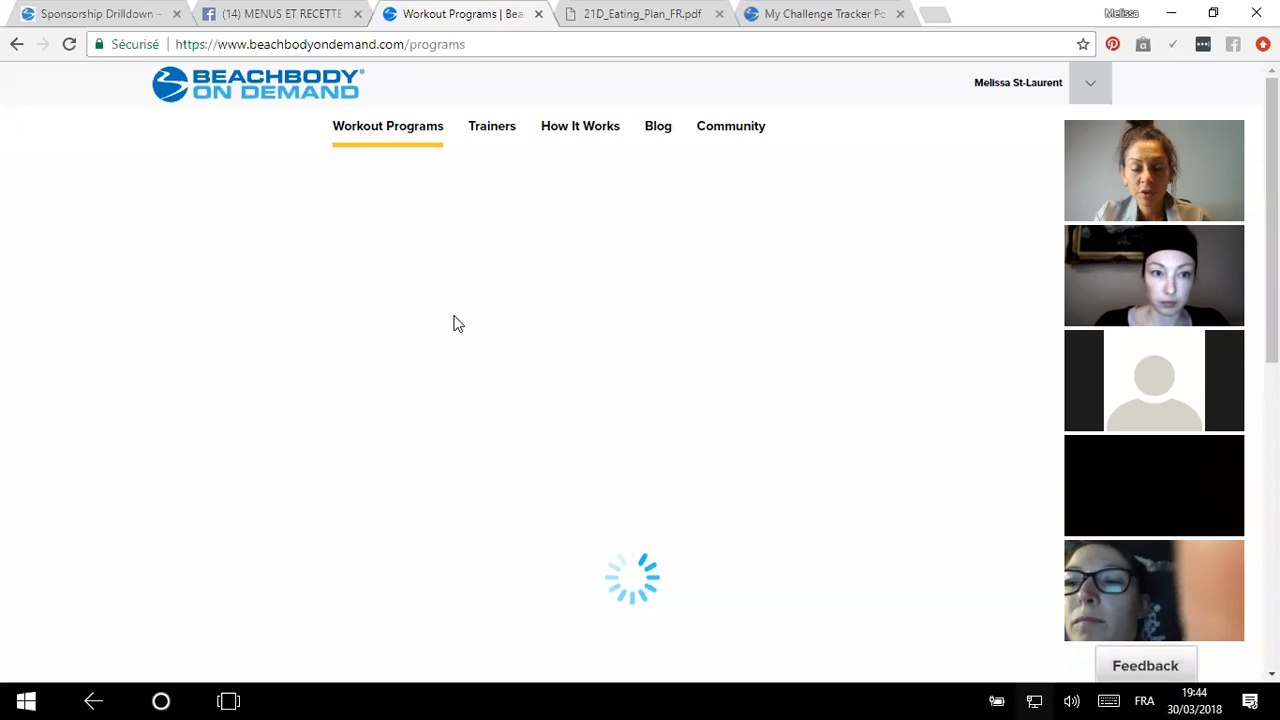 Sponsorship Drilldown –
(14) MENUS ET RECETTE
Workout Programs | Bea
21D_Eating_Plan_FR.pdf
My Challenge Tracker Po
Melissa
Sécurisé
https://www.beachbodyondemand.com/programs
BEACHBODY
ON DEMAND
Melissa St-Laurent
Workout Programs
Trainers
How It Works
Blog
Community
Feedback
FRA
19:44
30/03/2018